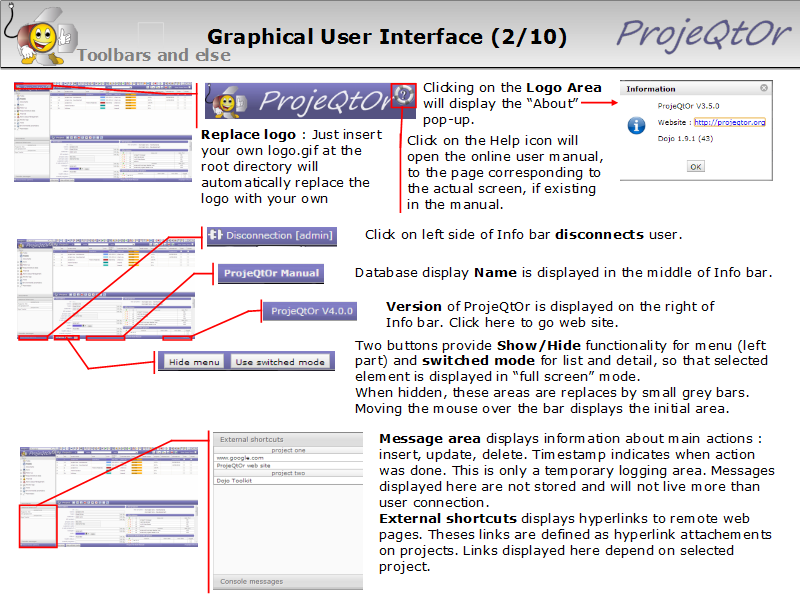 Graphical User Interface (2/10)
ProjeQtOr
Toolbars and else
ProjeQtOr
Clicking on the Logo Area
will display the “About”
pop-up.
Information
ProjeQtOr V3.5.0
Website : http://projeqtor.org
Dojo 1.9.1 (43)
OK
Replace logo : Just insert
your own logo.gif at the
root directory will
automatically replace the
logo with your own
Click on the Help icon will
open the online user manual,
to the page corresponding to
the actual screen, if existing
in the manual.
Disconnection [admin]
Click on left side of Info bar disconnects user.
ProjeQtOr Manual
Database display Name is displayed in the middle of Info bar.
ProjeQtOr V4.0.0
Version of ProjeQtOr is displayed on the right of
Info bar. Click here to go web site.
Hide menu
Use switched mode
Two buttons provide Show/Hide functionality for menu (left
part) and switched mode for list and detail, so that selected
element is displayed in “full screen” mode.
When hidden, these areas are replaces by small grey bars.
Moving the mouse over the bar displays the initial area.
External shortcuts
project one
www.google.com
ProjeQtOr web site
project two
Dojo Toolkit
Console messages
Message area displays information about main actions :
insert, update, delete. Timestamp indicates when action
was done. This is only a temporary logging area. Messages
displayed here are not stored and will not live more than
user connection.
External shortcuts displays hyperlinks to remote web
pages. Theses links are defined as hyperlink attachements
on projects. Links displayed here depend on selected
project.